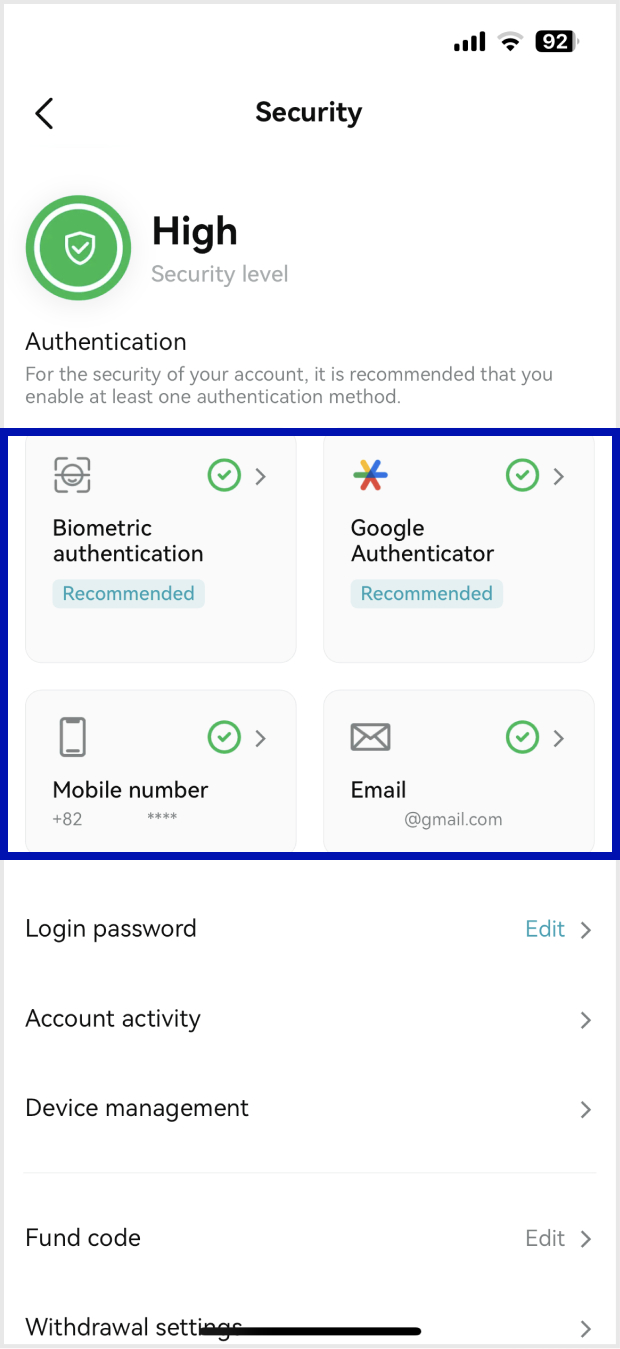 92
Security
High
Security level
Authentication
For the security of your account, it is recommended that you
enable at least one authentication method.
Biometric
authentication
Recommended
Google
Authenticator
Recommended
Mobile number
+82 ****
Email
@gmail.com
Login password Edit
Account activity
Device management
Fund code Edit
Withdrawal settings